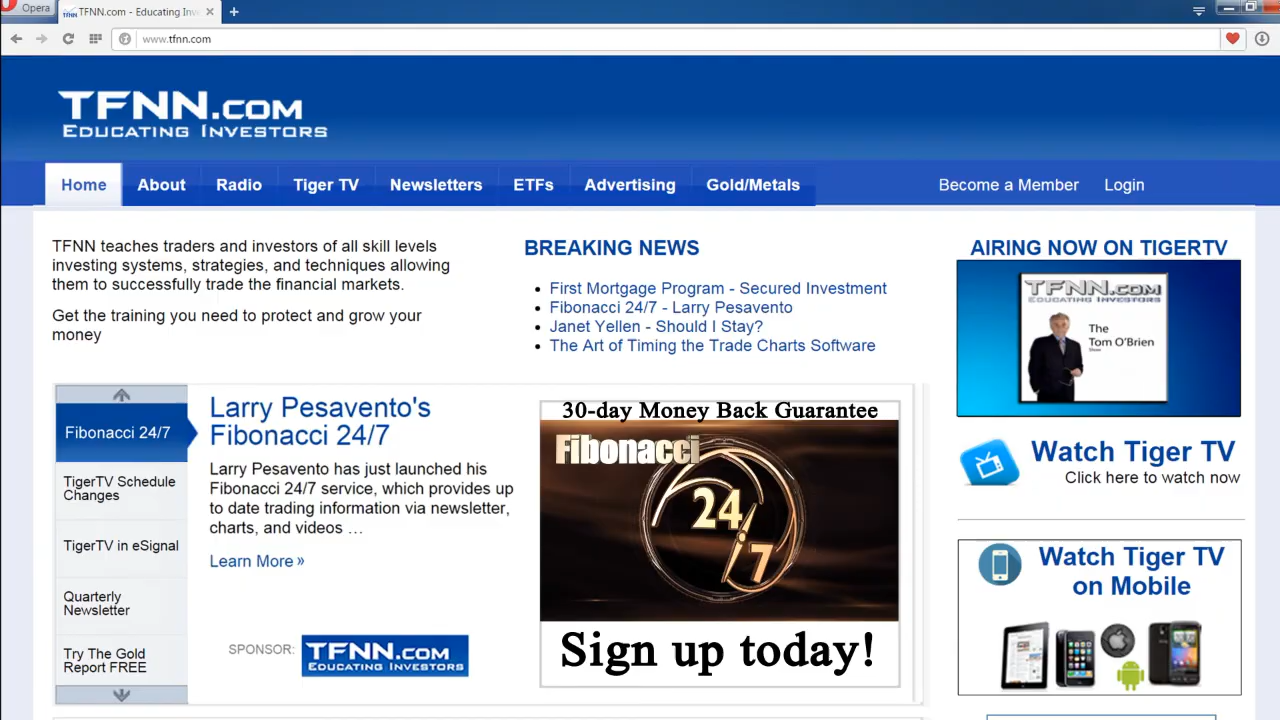 Opera
TFNN.com - Educating Inv
www.tfnn.com
TFNN.COM
EDUCATING INVESTORS
Home
About
Radio
Tiger TV
Newsletters
ETFs
Advertising
Gold/Metals
Become a Member
Login
TFNN teaches traders and investors of all skill levels
investing systems, strategies, and techniques allowing
them to successfully trade the financial markets.
Get the training you need to protect and grow your
money
BREAKING NEWS
First Mortgage Program - Secured Investment
Fibonacci 24/7 - Larry Pesavento
Janet Yellen - Should I Stay?
The Art of Timing the Trade Charts Software
AIRING NOW ON TIGERTV
TFNN.COM
EDUCATING INVESTORS
The
Tom O'Brien
Show
Watch Tiger TV
Click here to watch now
Watch Tiger TV
on Mobile
Fibonacci 24/7
TigerTV Schedule
Changes
TigerTV in eSignal
Quarterly
Newsletter
Try The Gold
Report FREE
Larry Pesavento's
Fibonacci 24/7
Larry Pesavento has just launched his
Fibonacci 24/7 service, which provides up
to date trading information via newsletter,
charts, and videos …
Learn More »
SPONSOR:
TFNN.COM
EDUCATING INVESTORS
30-day Money Back Guarantee
Fibonacci
24
7
Sign up today!